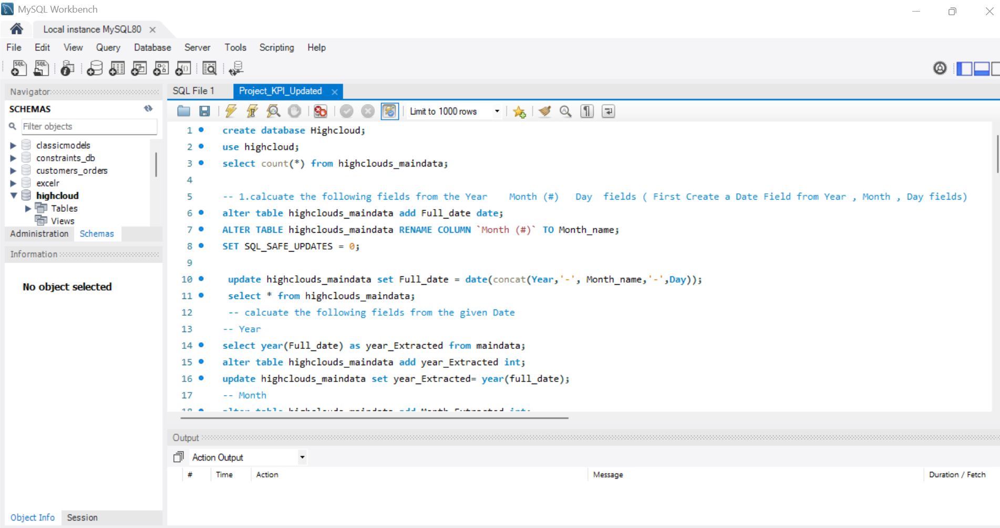 MySQL Workbench
Local instance MySQL80
File Edit View Query Database Server Tools Scripting Help
Navigator
SCHEMAS
Filter objects
classicmodels
constraints_db
customers_orders
excelr
highcloud
Tables
Views
Administration Schemas
Information
No object selected
Object Info Session
SQL File 1 Project_KPI_Updated
Limit to 1000 rows
1 create database Highcloud;
2 use highcloud;
3 select count(*) from highclouds_maindata;
4
5 -- 1.calcuate the following fields from the Year    Month (#)   Day  fields ( First Create a Date Field from Year , Month , Day fields)
6 alter table highclouds_maindata add Full_date date;
7 ALTER TABLE highclouds_maindata RENAME COLUMN `Month (#)` TO Month_name;
8 SET SQL_SAFE_UPDATES = 0;
9
10 update highclouds_maindata set Full_date = date(concat(Year,'-', Month_name,'-',Day));
11 select * from highclouds_maindata;
12 -- calcuate the following fields from the given Date
13 -- Year
14 select year(Full_date) as year_Extracted from maindata;
15 alter table highclouds_maindata add year_Extracted int;
16 update highclouds_maindata set year_Extracted= year(full_date);
17 -- Month
18 alter table highclouds_maindata add Month_Extracted int;
Output
Action Output
# Time Action Message Duration / Fetch